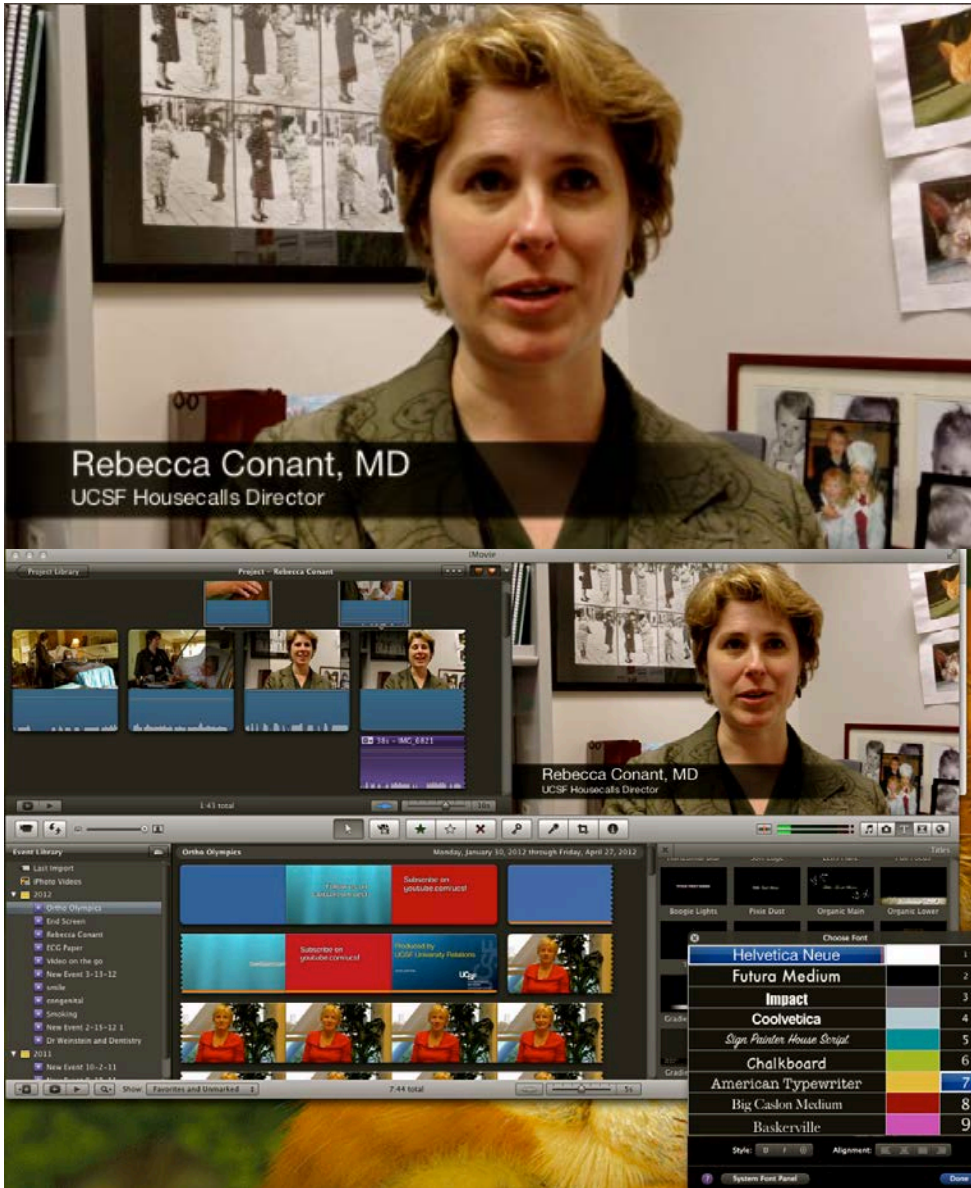 Rebecca Conant, MD
UCSF Housecalls Director
iMovie
Project Library
Project - Rebecca Conant
38s - IMG_6821
Rebecca Conant, MD
UCSF Housecalls Director
1:43 total
10s
Event Library
Ortho Olympics
Monday, January 30, 2012 through Friday, April 27, 2012
Titles
Last Import
iPhoto Videos
2012
Ortho Olympics
End Screen
Rebecca Conant
ECG Paper
Video on the go
New Event 3-13-12
smile
congenital
Smoking
New Event 2-15-12 1
Dr Weinstein and Dentistry
2011
New Event 10-2-11
Subscribe on
youtube.com/ucsf
Subscribe on
youtube.com/ucsf
Produced by
UCSF University Relations
UCSF
Boogie Lights
Pixie Dust
Organic Main
Organic Lower
Choose Font
Helvetica Neue 1
Futura Medium 2
Impact 3
Coolvetica 4
Sign Painter House Script 5
Chalkboard 6
American Typewriter 7
Big Caslon Medium 8
Baskerville 9
Style:
Alignment:
System Font Panel
Done
Show: Favorites and Unmarked
7:44 total
5s